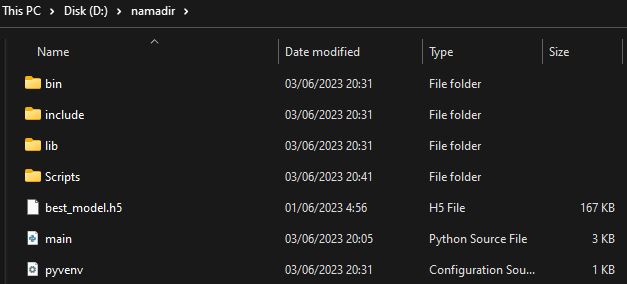 This PC > Disk (D:) > namadir >
Name Date modified Type Size
bin 03/06/2023 20:31 File folder
include 03/06/2023 20:31 File folder
lib 03/06/2023 20:31 File folder
Scripts 03/06/2023 20:41 File folder
best_model.h5 01/06/2023 4:56 H5 File 167 KB
main 03/06/2023 20:05 Python Source File 3 KB
pyvenv 03/06/2023 20:31 Configuration Sou... 1 KB